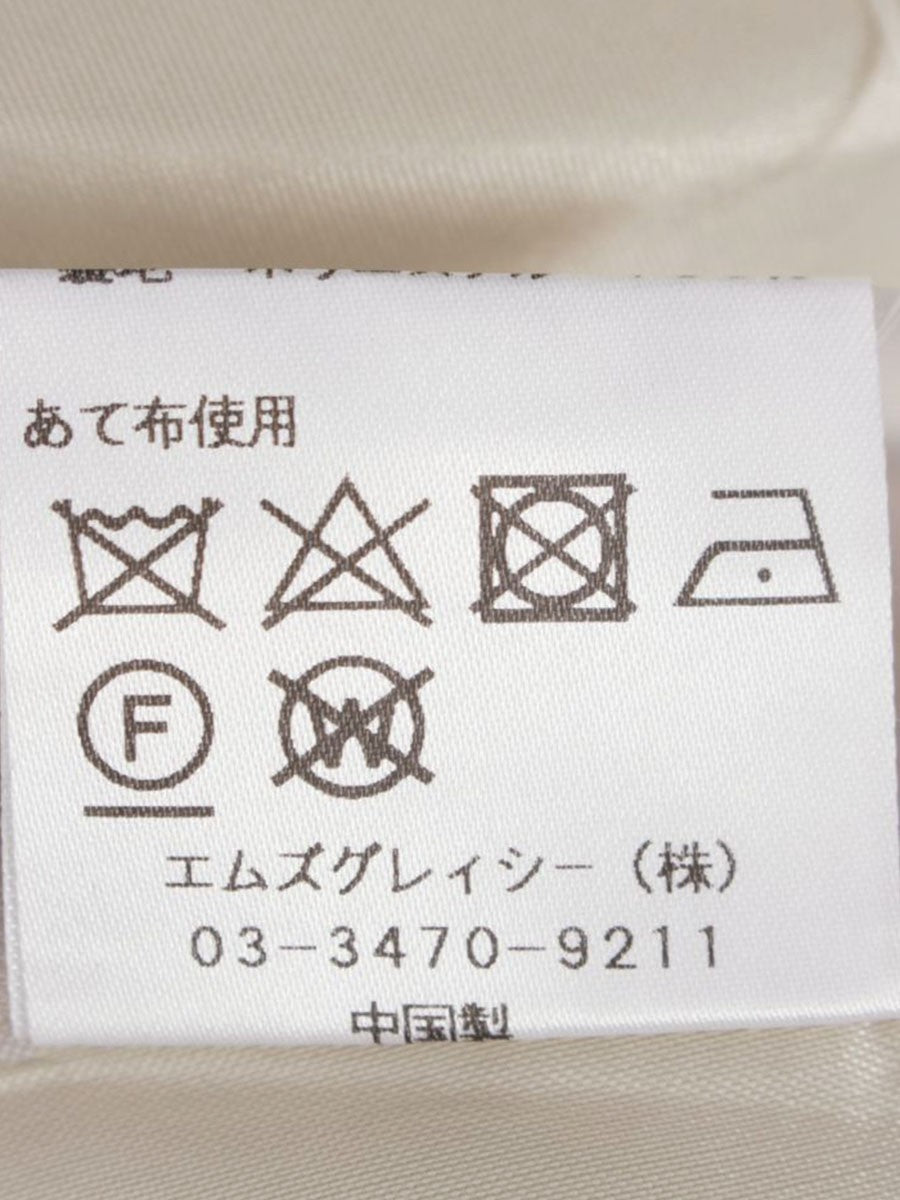 あて布使用
F
W
エムズグレィシー（株）
03-3470-9211
中国製